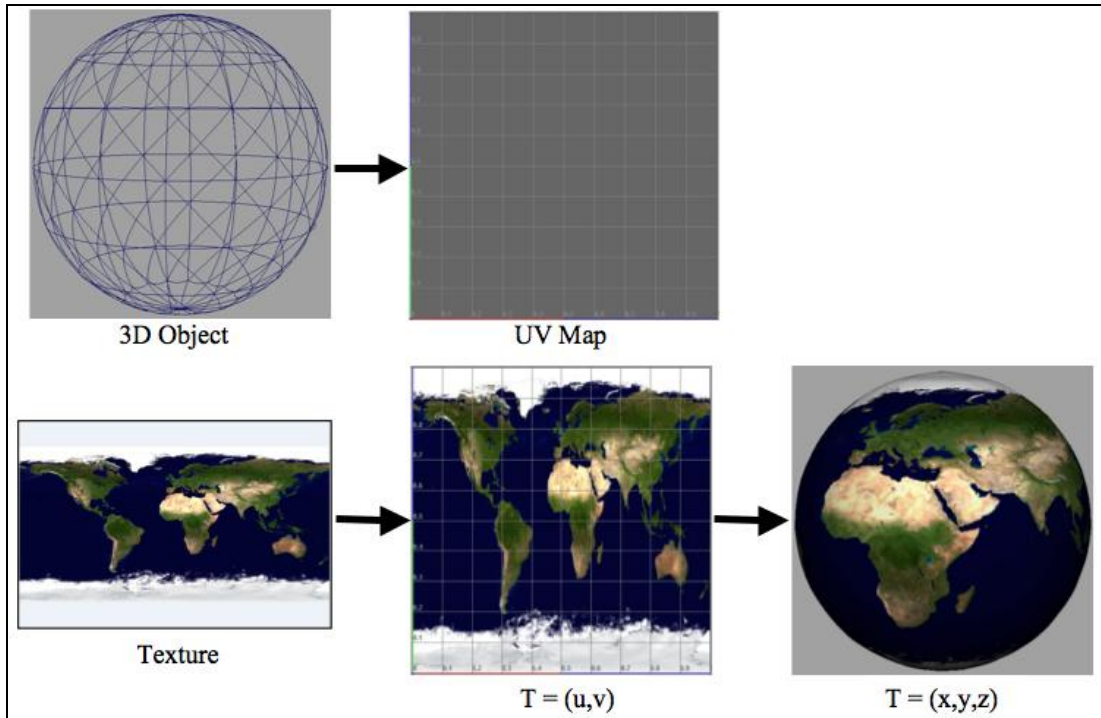 3D Object
UV Map
Texture
T = (u,v)
T = (x,y,z)